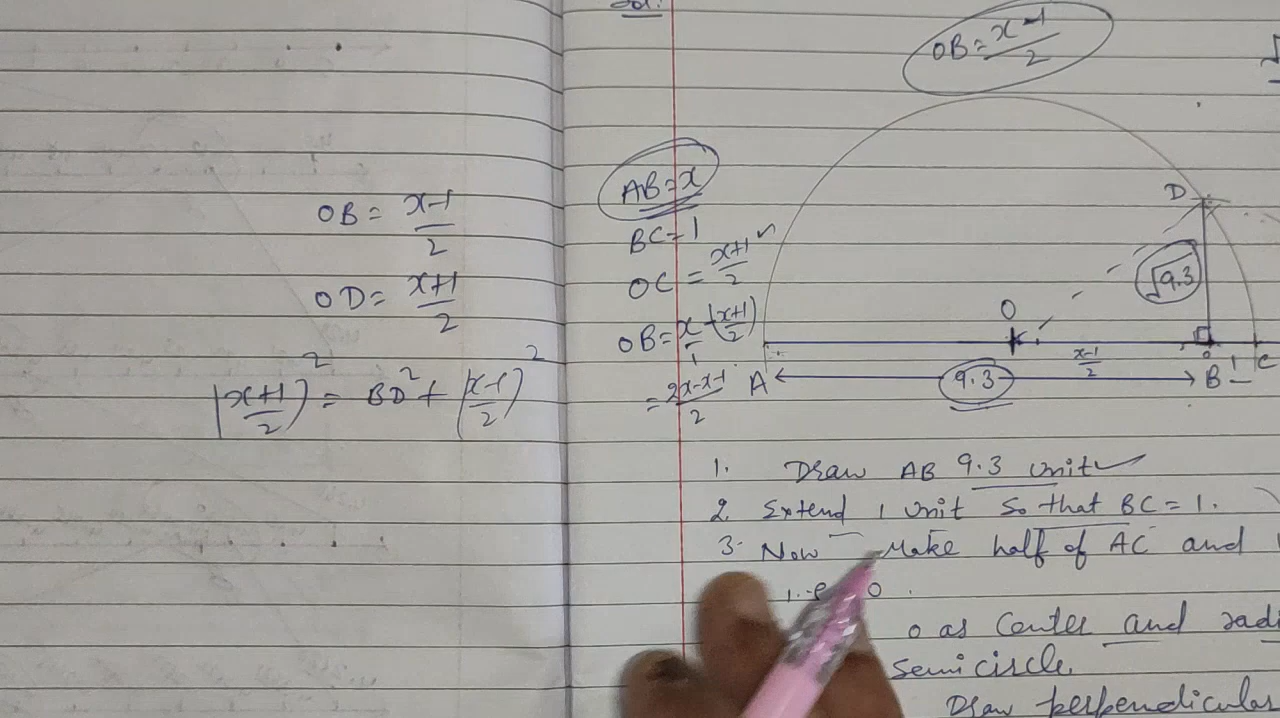 Sol.
OB = x-1/2
OB = x-1/2
OD = x+1/2
(x+1/2)² = BD² + (x-1/2)²
AB = x
BC = 1
OC = x+1/2 ✓
OB = x/1 - (x+1/2)
= 2x-x-1/2
D
√9.3
O
x-1/2
A
9.3
B
1
C
1. Draw AB 9.3 unit ✓
2. Extend 1 unit so that BC = 1.
3. Now Make half of AC and
i.e O.
O as Center and
Semicircle
Draw perpendicular